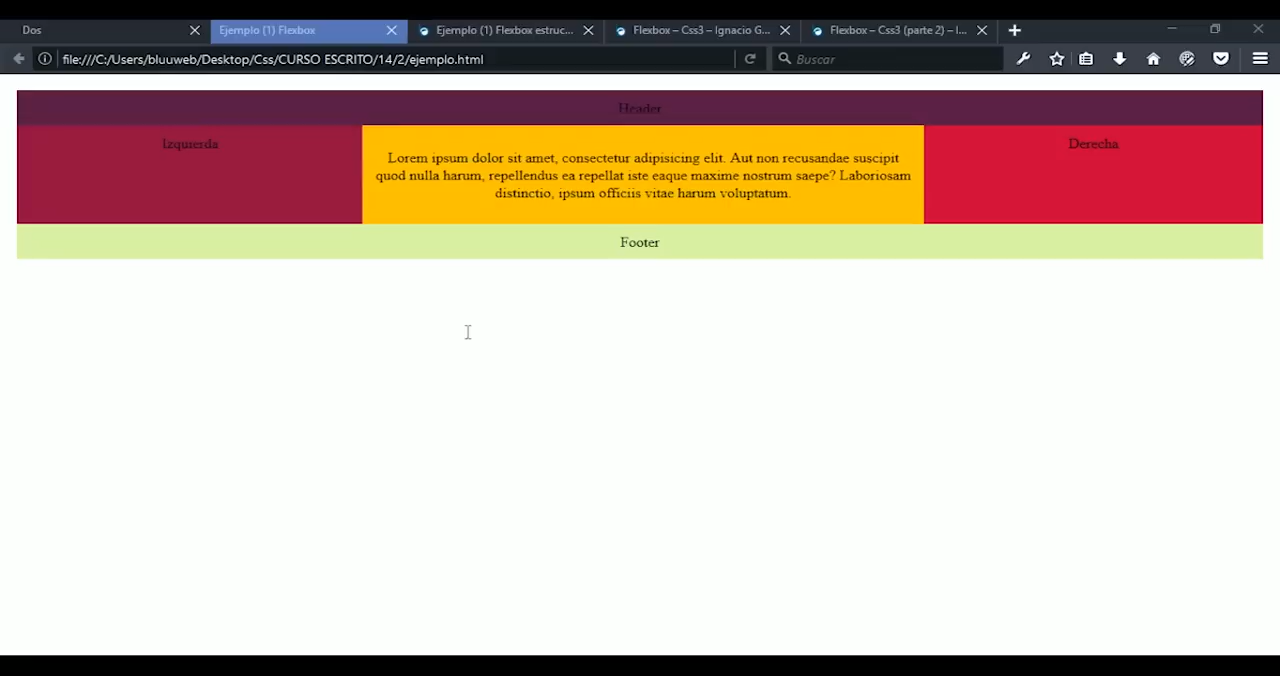 Dos
Ejemplo (1) Flexbox
Ejemplo (1) Flexbox estruc...
Flexbox – Css3 – Ignacio G...
Flexbox – Css3 (parte 2) – I...
file:///C:/Users/bluuweb/Desktop/Css/CURSO ESCRITO/14/2/ejemplo.html
Buscar
Header
Izquierda
Lorem ipsum dolor sit amet, consectetur adipisicing elit. Aut non recusandae suscipit
quod nulla harum, repellendus ea repellat iste eaque maxime nostrum saepe? Laboriosam
distinctio, ipsum officiis vitae harum voluptatum.
Derecha
Footer